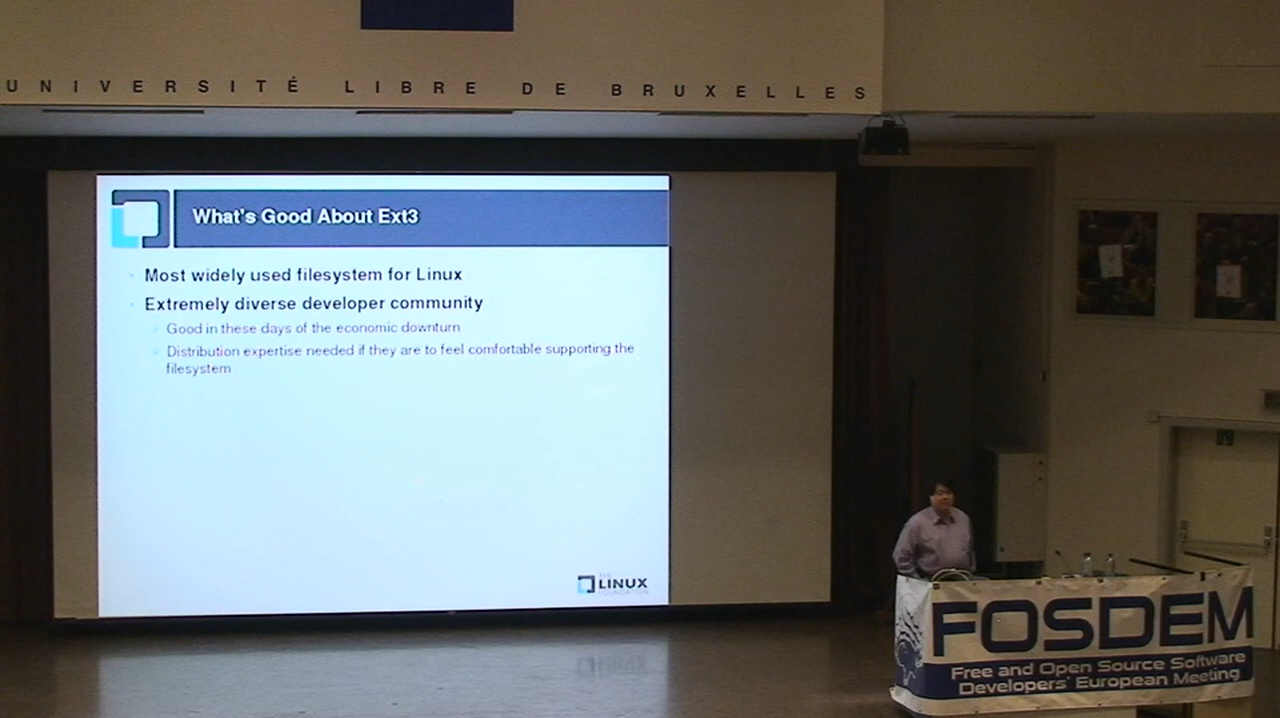 UNIVERSITÉ LIBRE DE BRUXELLES
What's Good About Ext3
Most widely used filesystem for Linux
Extremely diverse developer community
Good in these days of the economic downturn
Distribution expertise needed if they are to feel comfortable supporting the
filesystem
THE
LINUX
FOUNDATION
FOSDEM
Free and Open Source Software
Developers' European Meeting